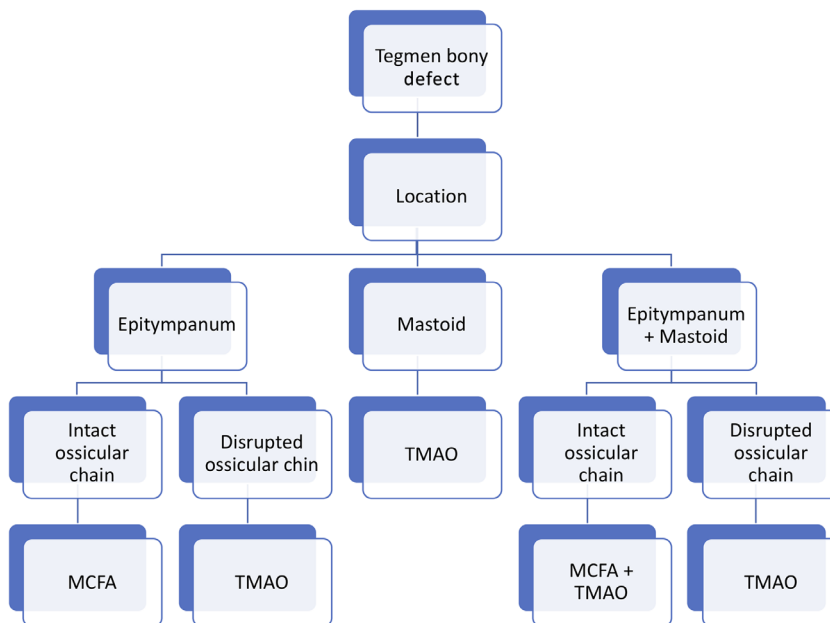 Tegmen bony
defect
Location
Epitympanum
Mastoid
Epitympanum
+ Mastoid
Intact
ossicular
chain
Disrupted
ossicular chin
TMAO
Intact
ossicular
chain
Disrupted
ossicular
chain
MCFA
TMAO
MCFA +
TMAO
TMAO